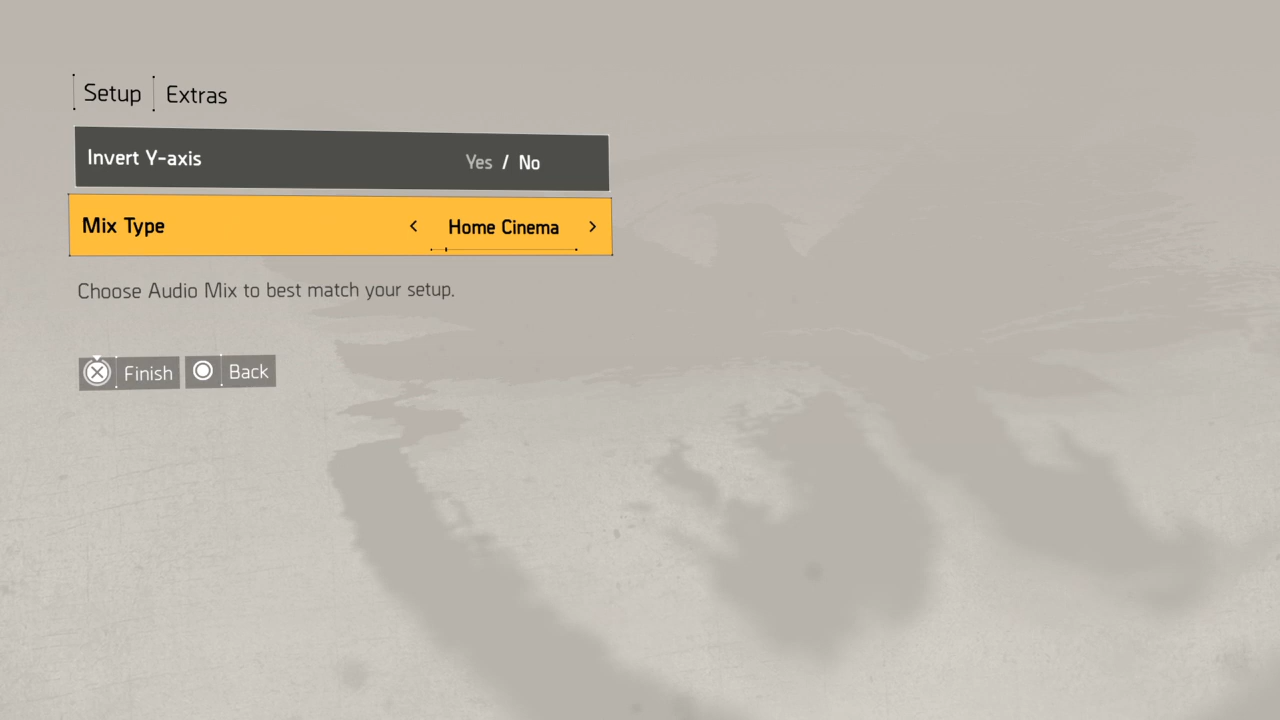 Setup Extras
Invert Y-axis Yes / No
Mix Type < Home Cinema >
Choose Audio Mix to best match your setup.
Finish Back